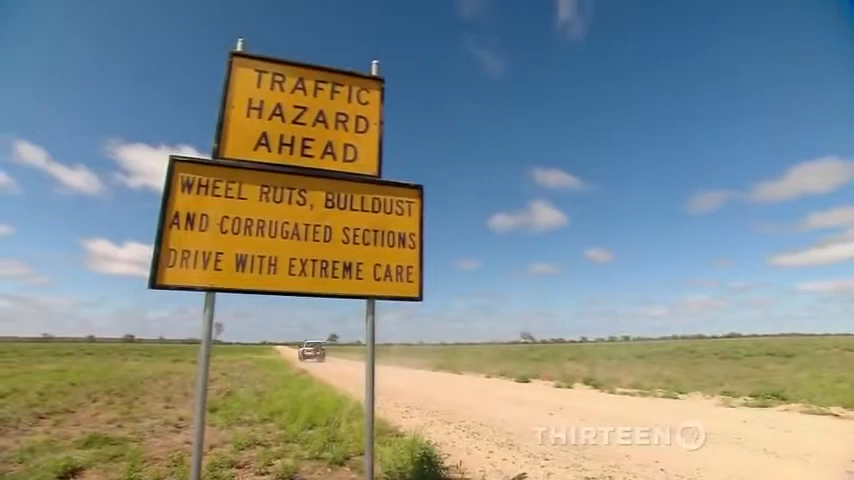 TRAFFIC
HAZARD
AHEAD
WHEEL RUTS, BULLDUST
AND CORRUGATED SECTIONS
DRIVE WITH EXTREME CARE
THIRTEEN